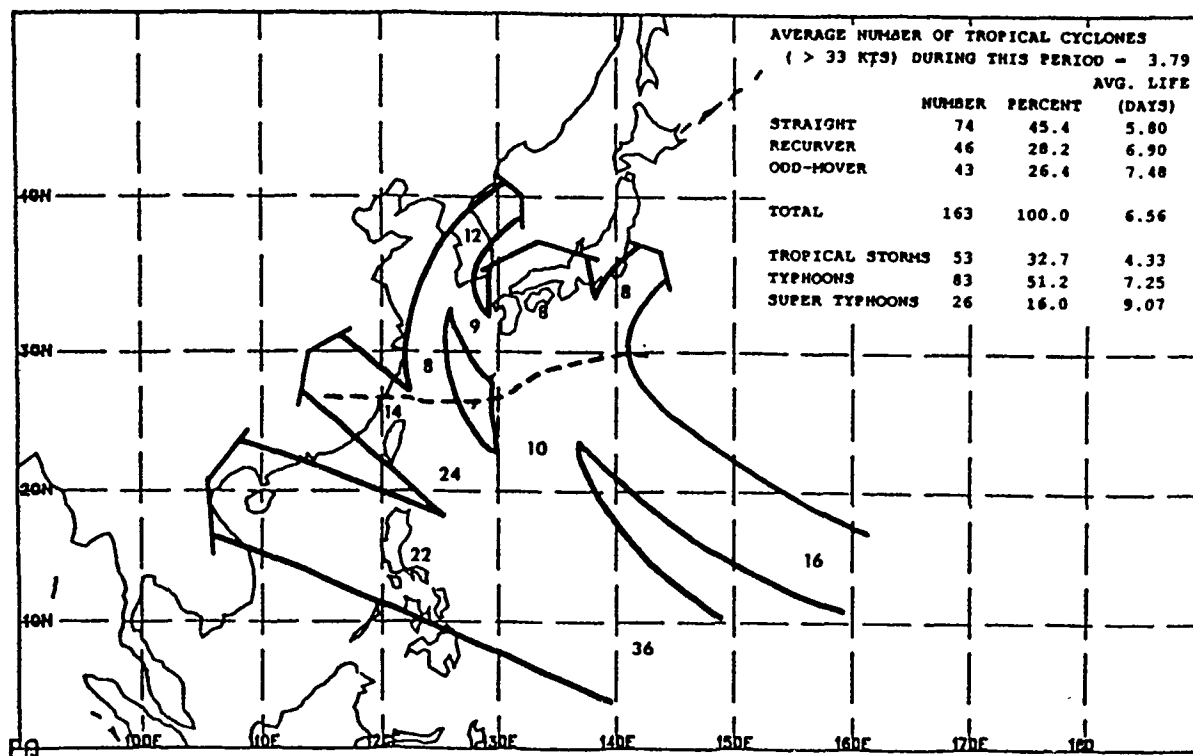 AVERAGE NUMBER OF TROPICAL CYCLONES
( > 33 KTS) DURING THIS PERIOD = 3.79
AVG. LIFE
NUMBER PERCENT (DAYS)
STRAIGHT 74 45.4 5.80
RECURVER 46 28.2 6.90
ODD-MOVER 43 26.4 7.48
TOTAL 163 100.0 6.56
TROPICAL STORMS 53 32.7 4.33
TYPHOONS 83 51.2 7.25
SUPER TYPHOONS 26 16.0 9.07
40N
12
8
9
8
30N
8
14
10
24
20N
22
16
10N
36
100E 110E 120E 130E 140E 150E 160E 170E 180